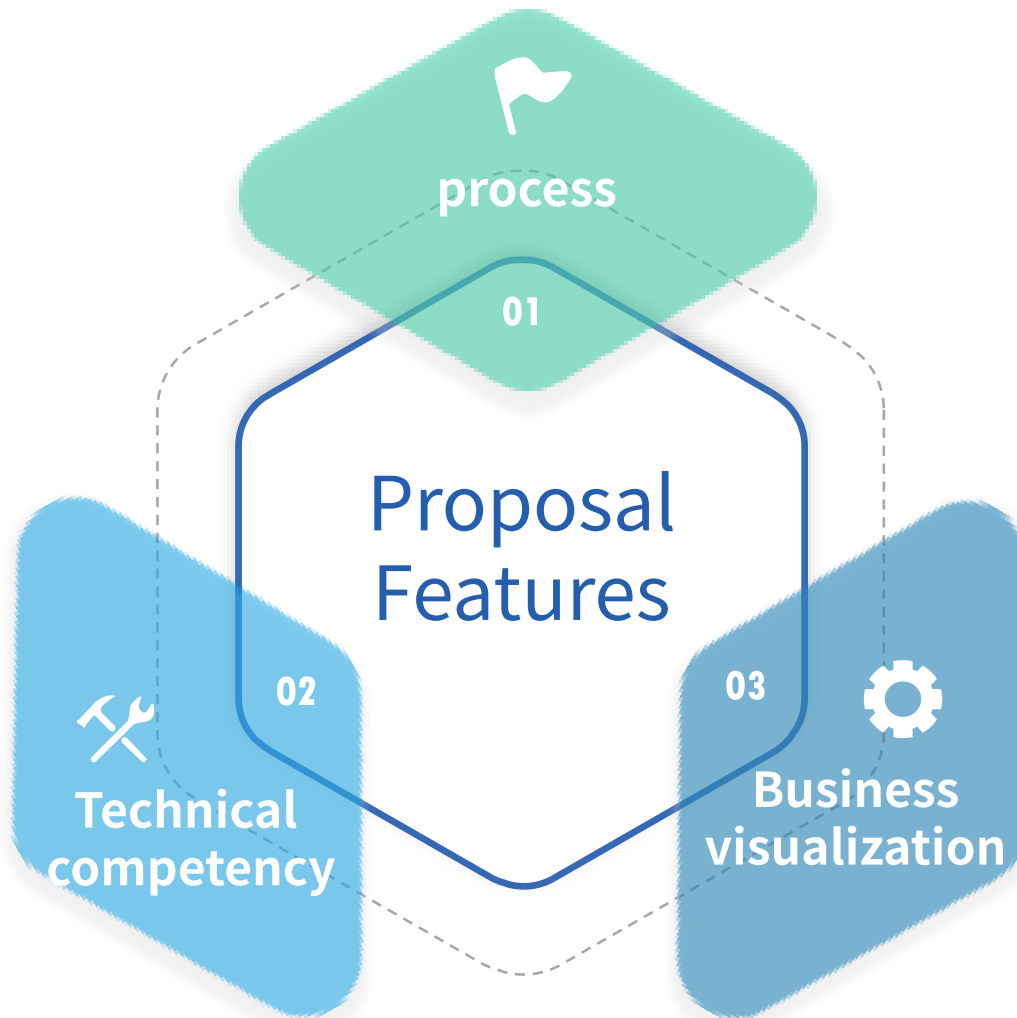 process
01
Proposal
Features
02
Technical
competency
03
Business
visualization